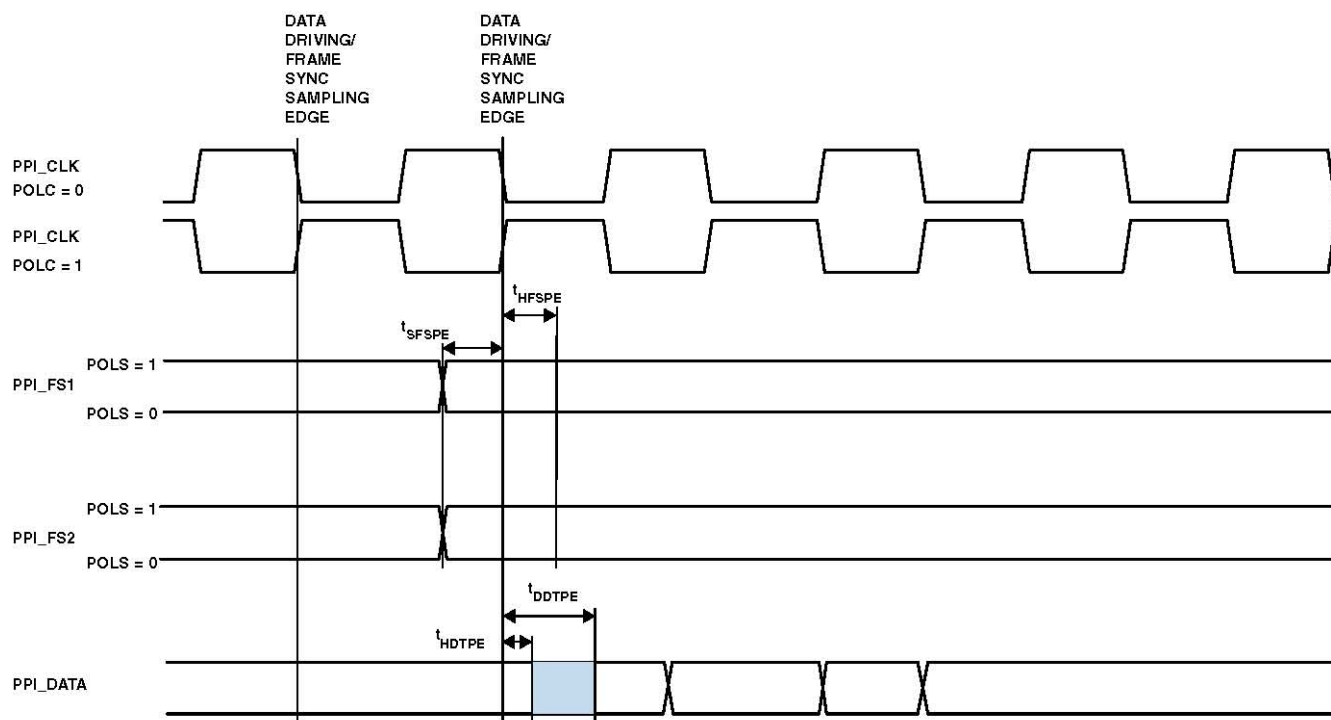 DATA
DRIVING/
FRAME
SYNC
SAMPLING
EDGE
DATA
DRIVING/
FRAME
SYNC
SAMPLING
EDGE
PPI_CLK
POLC = 0
PPI_CLK
POLC = 1
tHFSPE
tSFSPE
POLS = 1
PPI_FS1
POLS = 0
POLS = 1
PPI_FS2
POLS = 0
tDDTPE
tHDTPE
PPI_DATA